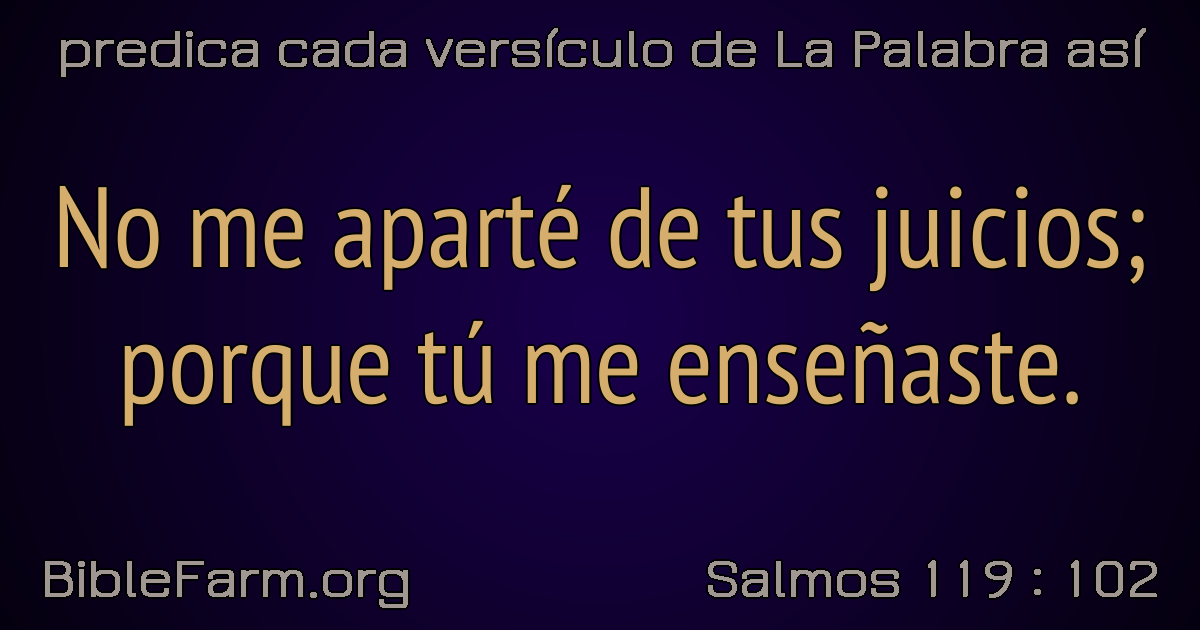 predica cada versículo de La Palabra así
No me aparté de tus juicios;
porque tú me enseñaste.
BibleFarm.org
Salmos 119 : 102